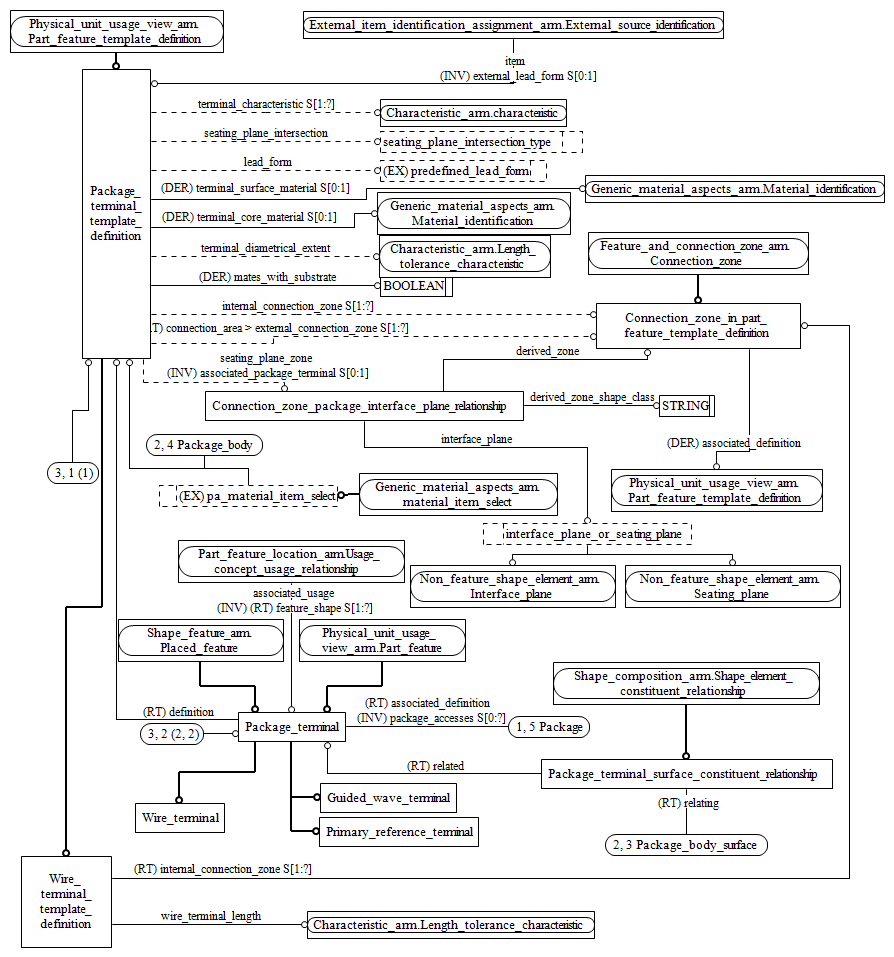 Physical_unit_usage_view_arm.
Part_feature_template_definition
External_item_identification_assignment_arm.External_source_identification
item
(INV) external_lead_form S[0:1]
terminal_characteristic S[1:?]
Characteristic_arm.characteristic
seating_plane_intersection
seating_plane_intersection_type
lead_form
(EX) predefined_lead_form
Package_
terminal_
template_
definition
(DER) terminal_surface_material S[0:1]
Generic_material_aspects_arm.Material_identification
(DER) terminal_core_material S[0:1]
Generic_material_aspects_arm.
Material_identification
terminal_diametrical_extent
Characteristic_arm.Length_
tolerance_characteristic
Feature_and_connection_zone_arm.
Connection_zone
(DER) mates_with_substrate
BOOLEAN
internal_connection_zone S[1:?]
T) connection_area > external_connection_zone S[1:?]
Connection_zone_in_part_
feature_template_definition
seating_plane_zone
(INV) associated_package_terminal S[0:1]
derived_zone
Connection_zone_package_interface_plane_relationship
derived_zone_shape_class
STRING
interface_plane
(DER) associated_definition
2, 4 Package_body
3, 1 (1)
(EX) pa_material_item_select
Generic_material_aspects_arm.
material_item_select
Physical_unit_usage_view_arm.
Part_feature_template_definition
interface_plane_or_seating_plane
Part_feature_location_arm.Usage_
concept_usage_relationship
Non_feature_shape_element_arm.
Interface_plane
Non_feature_shape_element_arm.
Seating_plane
associated_usage
(INV) (RT) feature_shape S[1:?]
Shape_feature_arm.
Placed_feature
Physical_unit_usage_
view_arm.Part_feature
Shape_composition_arm.Shape_element_
constituent_relationship
(RT) definition
(RT) associated_definition
(INV) package_accesses S[0:?]
3, 2 (2, 2)
Package_terminal
1, 5 Package
(RT) related
Package_terminal_surface_constituent_relationship
Guided_wave_terminal
(RT) relating
Wire_terminal
Primary_reference_terminal
2, 3 Package_body_surface
Wire_
terminal_
template_
definition
(RT) internal_connection_zone S[1:?]
wire_terminal_length
Characteristic_arm.Length_tolerance_characteristic